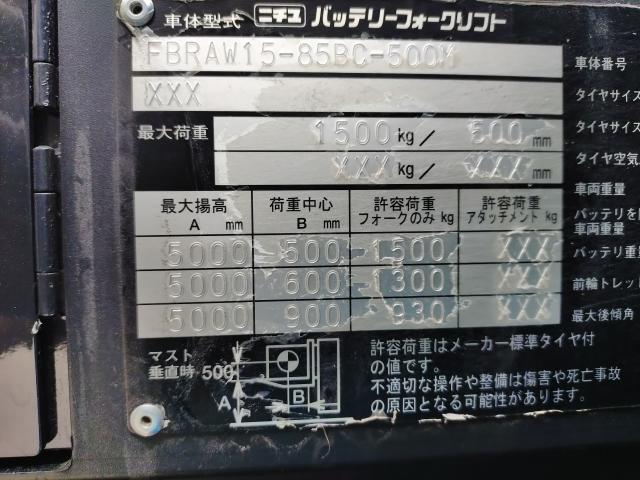 車体型式 ニチユ バッテリーフォークリフト
FBRAW15-85BC-500M
車体番号
XXX
タイヤサイズ
最大荷重 1500 kg / 500 mm
タイヤサイズ
XXX kg / XXX mm
タイヤ空気
車両重量
最大揚高 A mm 荷重中心 B mm 許容荷重 フォークのみ kg 許容荷重 アタッチメント kg
バッテリを
車両重量
5000 500 1500 XXX
バッテリ重
5000 600 1300 XXX
前輪トレッ
5000 900 930 XXX
最大後傾角
マスト
垂直時 500
A
B
許容荷重はメーカー標準タイヤ付
の値です。
不適切な操作や整備は傷害や死亡事故
の原因となる可能性があります。